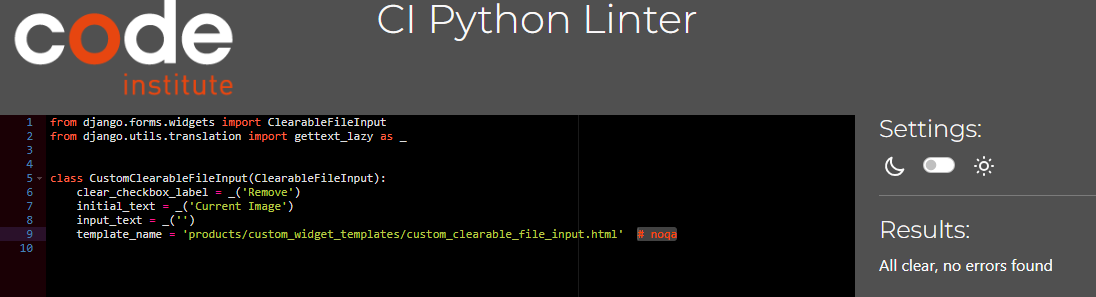 code
institute
CI Python Linter
1 from django.forms.widgets import ClearableFileInput
2 from django.utils.translation import gettext_lazy as _
3
4
5 class CustomClearableFileInput(ClearableFileInput):
6     clear_checkbox_label = _('Remove')
7     initial_text = _('Current Image')
8     input_text = _('')
9     template_name = 'products/custom_widget_templates/custom_clearable_file_input.html'  # noqa
10
Settings:
Results:
All clear, no errors found